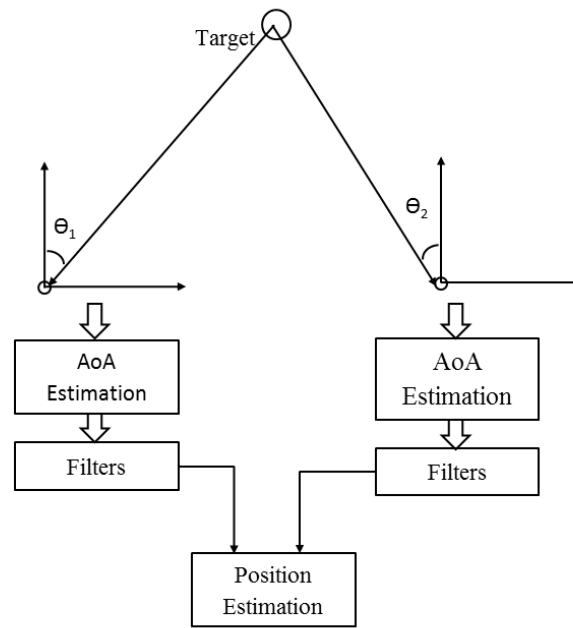 Target
ϴ1
ϴ2
AoA
Estimation
AoA
Estimation
Filters
Filters
Position
Estimation